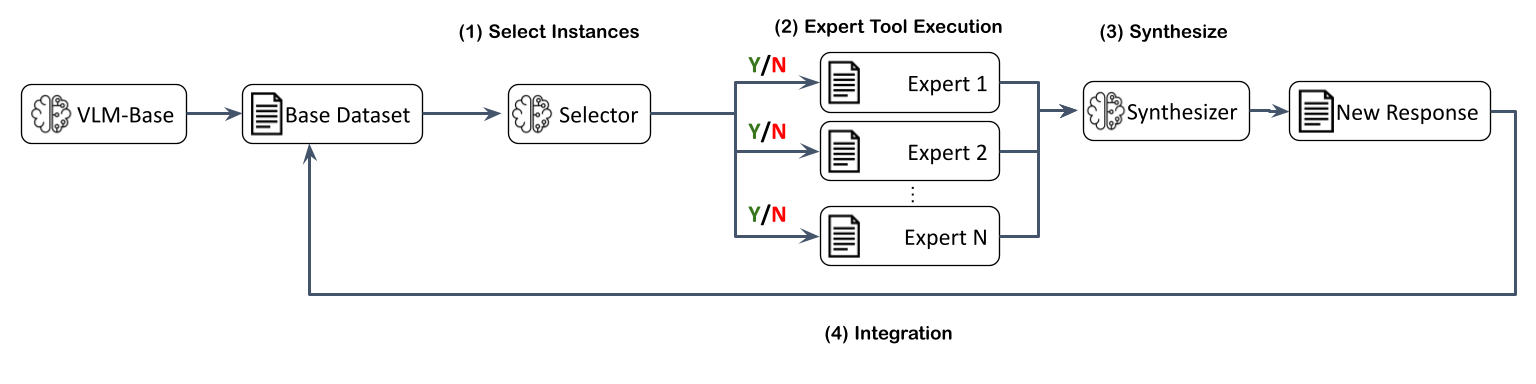 (1) Select Instances
(2) Expert Tool Execution
(3) Synthesize
VLM-Base
Base Dataset
Selector
Y/N
Expert 1
Y/N
Expert 2
⋮
Y/N
Expert N
Synthesizer
New Response
(4) Integration